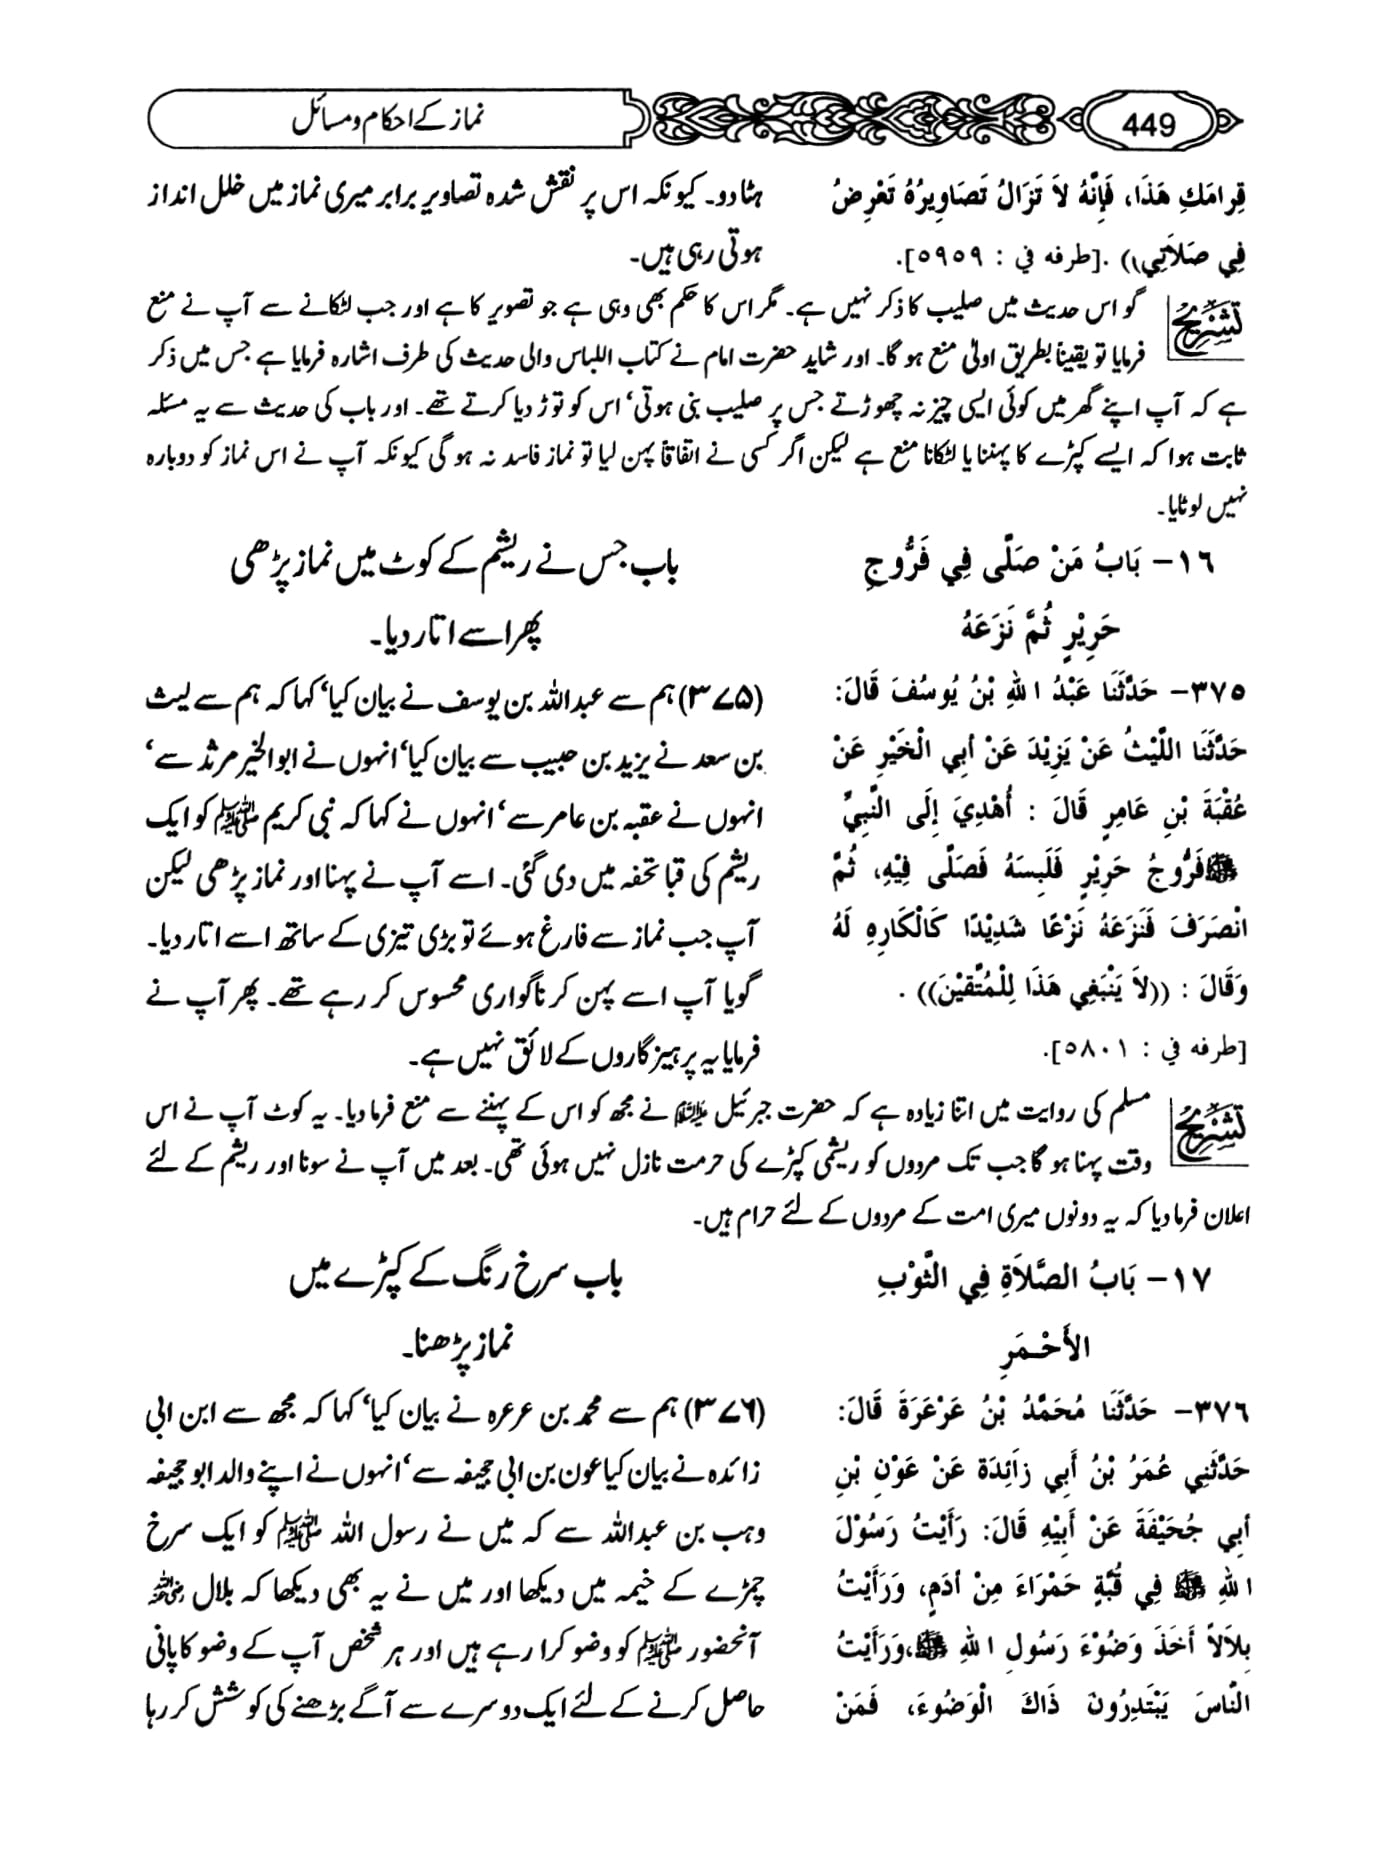 449
نماز کے احکام و مسائل
قِرامَكِ هَذَا، فَإِنَّهُ لاَ تَزَالُ تَصَاوِيرُهُ تَعْرِضُ
فِي صَلاَتِي)) .[طرفه في : ٥٩٥٩].
ہٹا دو۔ کیونکہ اس پر نقش شدہ تصاویر برابر میری نماز میں خلل انداز
ہوتی رہی ہیں۔
تشریح
گو اس حدیث میں صلیب کا ذکر نہیں ہے۔ مگر اس کا حکم بھی وہی ہے جو تصویر کا ہے اور جب لٹکانے سے آپ نے منع
فرمایا تو یقیناً بطریق اولیٰ منع ہو گا۔ اور شاید حضرت امام نے کتاب اللباس والی حدیث کی طرف اشارہ فرمایا ہے جس میں ذکر
ہے کہ آپ اپنے گھر میں کوئی ایسی چیز نہ چھوڑتے جس پر صلیب بنی ہوتی‘ اس کو توڑ دیا کرتے تھے۔ اور باب کی حدیث سے یہ مسئلہ
ثابت ہوا کہ ایسے کپڑے کا پہننا یا لٹکانا منع ہے لیکن اگر کسی نے اتفاقاً پہن لیا تو نماز فاسد نہ ہو گی کیونکہ آپ نے اس نماز کو دوبارہ
نہیں لوٹایا۔
١٦- بَابُ مَنْ صَلَّى فِي فَرُّوجِ
حَرِيْرٍ ثُمَّ نَزَعَهُ
باب جس نے ریشم کے کوٹ میں نماز پڑھی
پھر اسے اتار دیا۔
٣٧٥- حَدَّثَنَا عَبْدُ اللهِ بْنُ يُوسُفَ قَالَ:
حَدَّثَنَا اللَّيْثُ عَنْ يَزِيْدَ عَنْ أَبِي الْخَيْرِ عَنْ
عُقْبَةَ بْنِ عَامِرٍ قَالَ : أُهْدِيَ إِلَى النَّبِيِّ
ﷺ فَرُّوجُ حَرِيْرٍ فَلَبِسَهُ فَصَلَّى فِيْهِ، ثُمَّ
انْصَرَفَ فَنَزَعَهُ نَزْعًا شَدِيْدًا كَالْكَارِهِ لَهُ
وَقَالَ : ((لاَ يَنْبَغِي هَذَا لِلْمُتَّقِيْنَ)) .
[طرفه في : ٥٨٠١].
(۳۷۵) ہم سے عبداللہ بن یوسف نے بیان کیا‘ کہا کہ ہم سے لیث
بن سعد نے یزید بن حبیب سے بیان کیا‘ انہوں نے ابوالخیر مرثد سے‘
انہوں نے عقبہ بن عامر سے‘ انہوں نے کہا کہ نبی کریم ﷺ کو ایک
ریشم کی قبا تحفہ میں دی گئی۔ اسے آپ نے پہنا اور نماز پڑھی لیکن
آپ جب نماز سے فارغ ہوئے تو بڑی تیزی کے ساتھ اسے اتار دیا۔
گویا آپ اسے پہن کر ناگواری محسوس کر رہے تھے۔ پھر آپ نے
فرمایا یہ پرہیزگاروں کے لائق نہیں ہے۔
تشریح
مسلم کی روایت میں اتنا زیادہ ہے کہ حضرت جبرئیل علیہ السلام نے مجھ کو اس کے پہننے سے منع فرما دیا۔ یہ کوٹ آپ نے اس
وقت پہنا ہو گا جب تک مردوں کو ریشمی کپڑے کی حرمت نازل نہیں ہوئی تھی۔ بعد میں آپ نے سونا اور ریشم کے لئے
اعلان فرما دیا کہ یہ دونوں میری امت کے مردوں کے لئے حرام ہیں۔
١٧- بَابُ الصَّلاَةِ فِي الثَّوْبِ
الأَحْمَرِ
باب سرخ رنگ کے کپڑے میں
نماز پڑھنا۔
٣٧٦- حَدَّثَنَا مُحَمَّدُ بْنُ عَرْعَرَةَ قَالَ:
حَدَّثَنِي عُمَرُ بْنُ أَبِي زَائِدَةَ عَنْ عَوْنِ بْنِ
أَبِي جُحَيْفَةَ عَنْ أَبِيْهِ قَالَ: رَأَيْتُ رَسُوْلَ
اللهِ ﷺ فِي قُبَّةٍ حَمْرَاءَ مِنْ أَدَمٍ، وَرَأَيْتُ
بِلاَلاً أَخَذَ وَضُوْءَ رَسُولِ اللهِ ﷺ،وَرَأَيْتُ
النَّاسَ يَبْتَدِرُونَ ذَاكَ الْوَضُوءَ، فَمَنْ
(۳۷۶) ہم سے محمد بن عرعرہ نے بیان کیا‘ کہا کہ مجھ سے ابن ابی
زائدہ نے بیان کیا عون بن ابی جحیفہ سے‘ انہوں نے اپنے والد ابو جحیفہ
وہب بن عبداللہ سے کہ میں نے رسول اللہ ﷺ کو ایک سرخ
چمڑے کے خیمہ میں دیکھا اور میں نے یہ بھی دیکھا کہ بلال رضی اللہ عنہ
آنحضور ﷺ کو وضو کرا رہے ہیں اور ہر شخص آپ کے وضو کا پانی
حاصل کرنے کے لئے ایک دوسرے سے آگے بڑھنے کی کوشش کر رہا